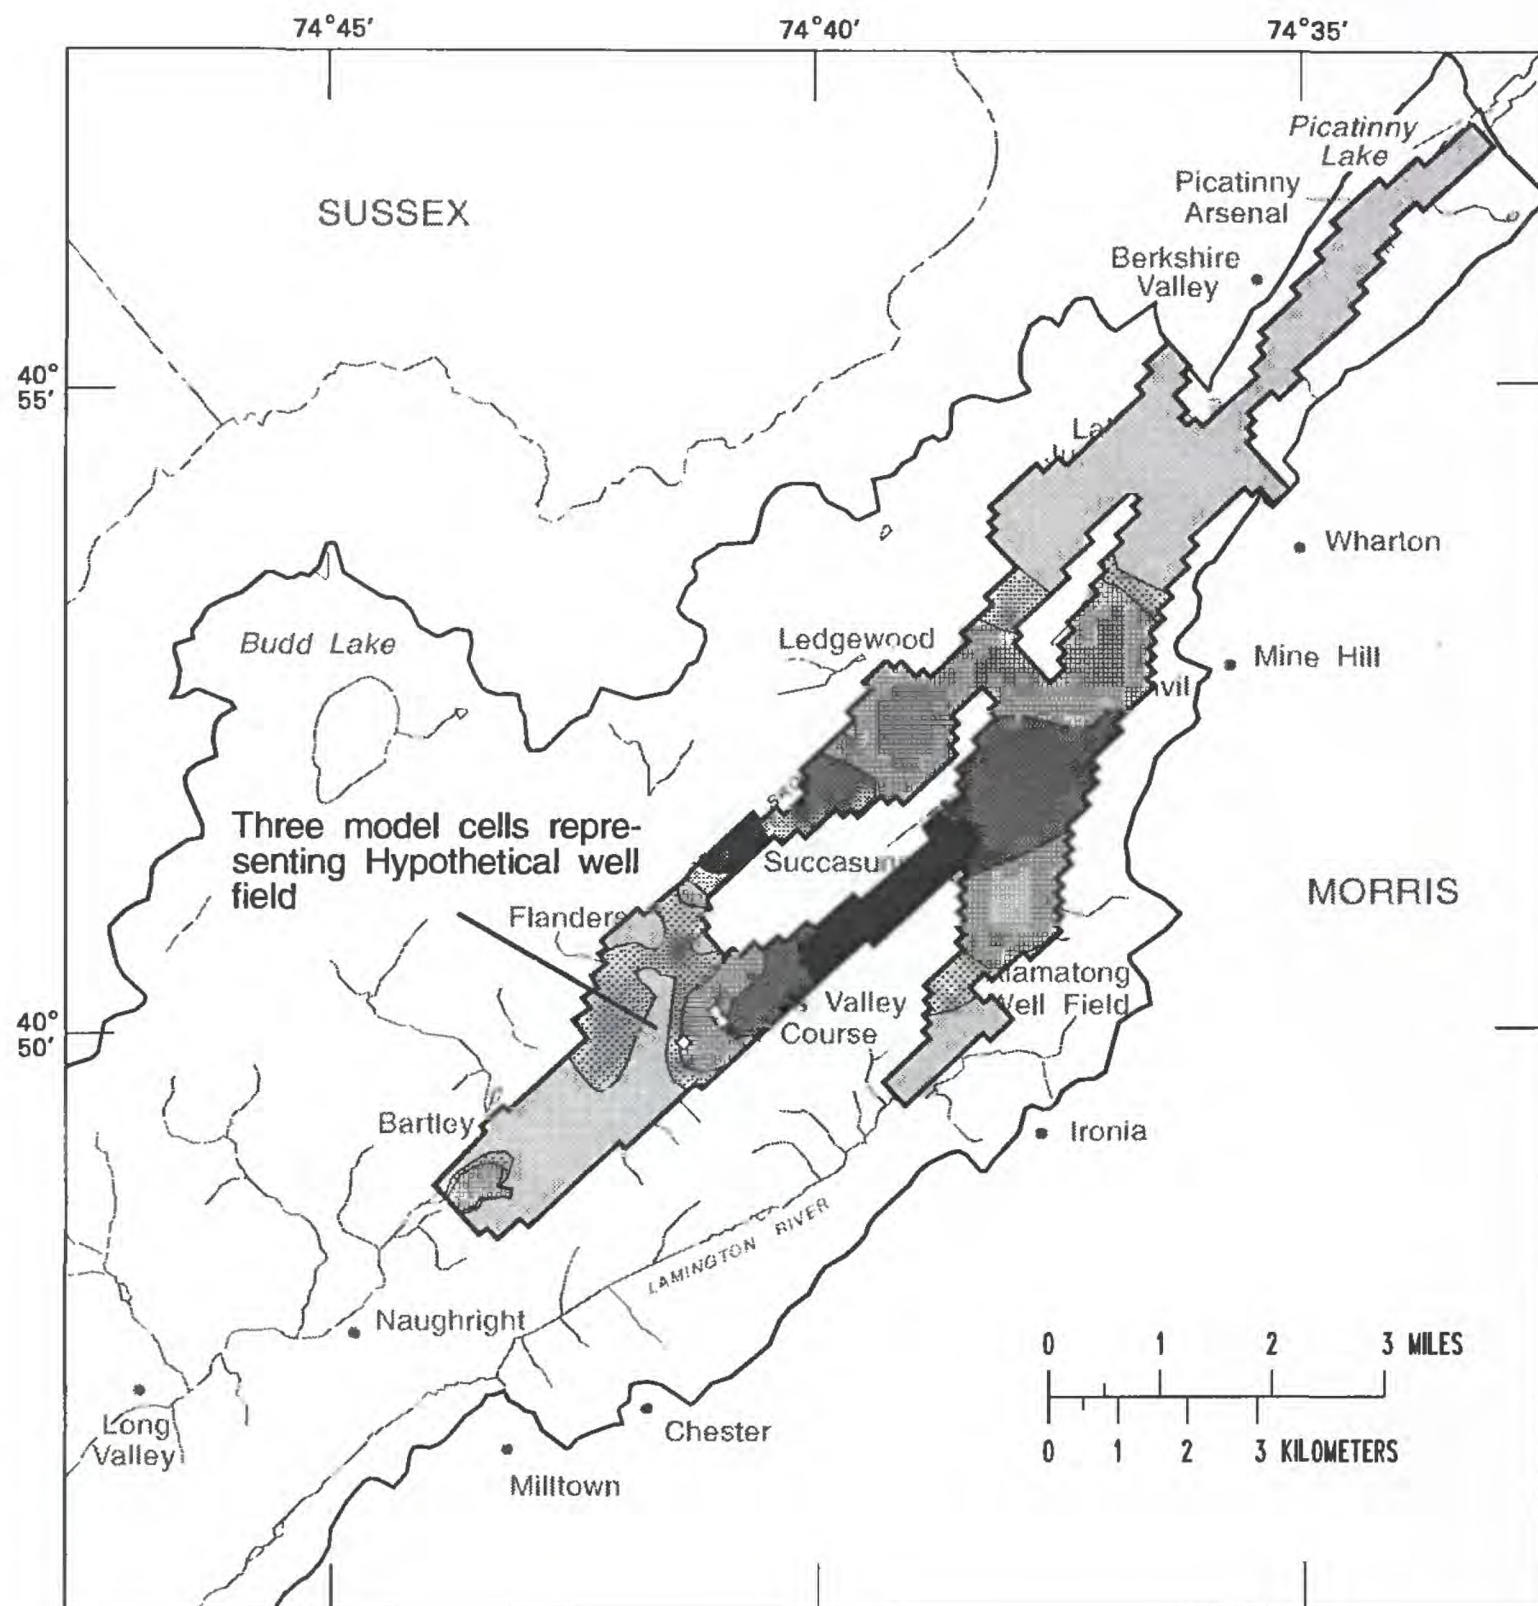 74°45′
74°40′
74°35′
Picatinny
Lake
Picatinny
Arsenal
SUSSEX
Berkshire
Valley
40°
55′
Wharton
Ledgewood
Budd Lake
Mine Hill
Three model cells repre-
senting Hypothetical well
field
Succasun
MORRIS
Flanders
lamatong
Well Field
Valley
Course
40°
50′
Bartley
Ironia
LAMINGTON RIVER
Naughright
0 1 2 3 MILES
0 1 2 3 KILOMETERS
Long
Valley
Chester
Milltown